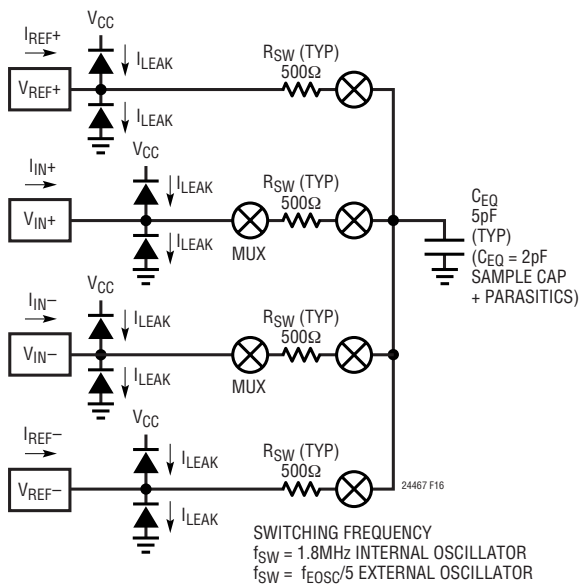 VCC
IREF+
ILEAK
RSW (TYP)
500Ω
VREF+
ILEAK
VCC
IIN+
ILEAK
RSW (TYP)
500Ω
VIN+
ILEAK
MUX
CEQ
5pF
(TYP)
(CEQ = 2pF
SAMPLE CAP
+ PARASITICS)
VCC
IIN–
ILEAK
RSW (TYP)
500Ω
VIN–
ILEAK
MUX
VCC
IREF–
ILEAK
RSW (TYP)
500Ω
VREF–
ILEAK
24467 F16
SWITCHING FREQUENCY
fSW = 1.8MHz INTERNAL OSCILLATOR
fSW = fEOSC/5 EXTERNAL OSCILLATOR